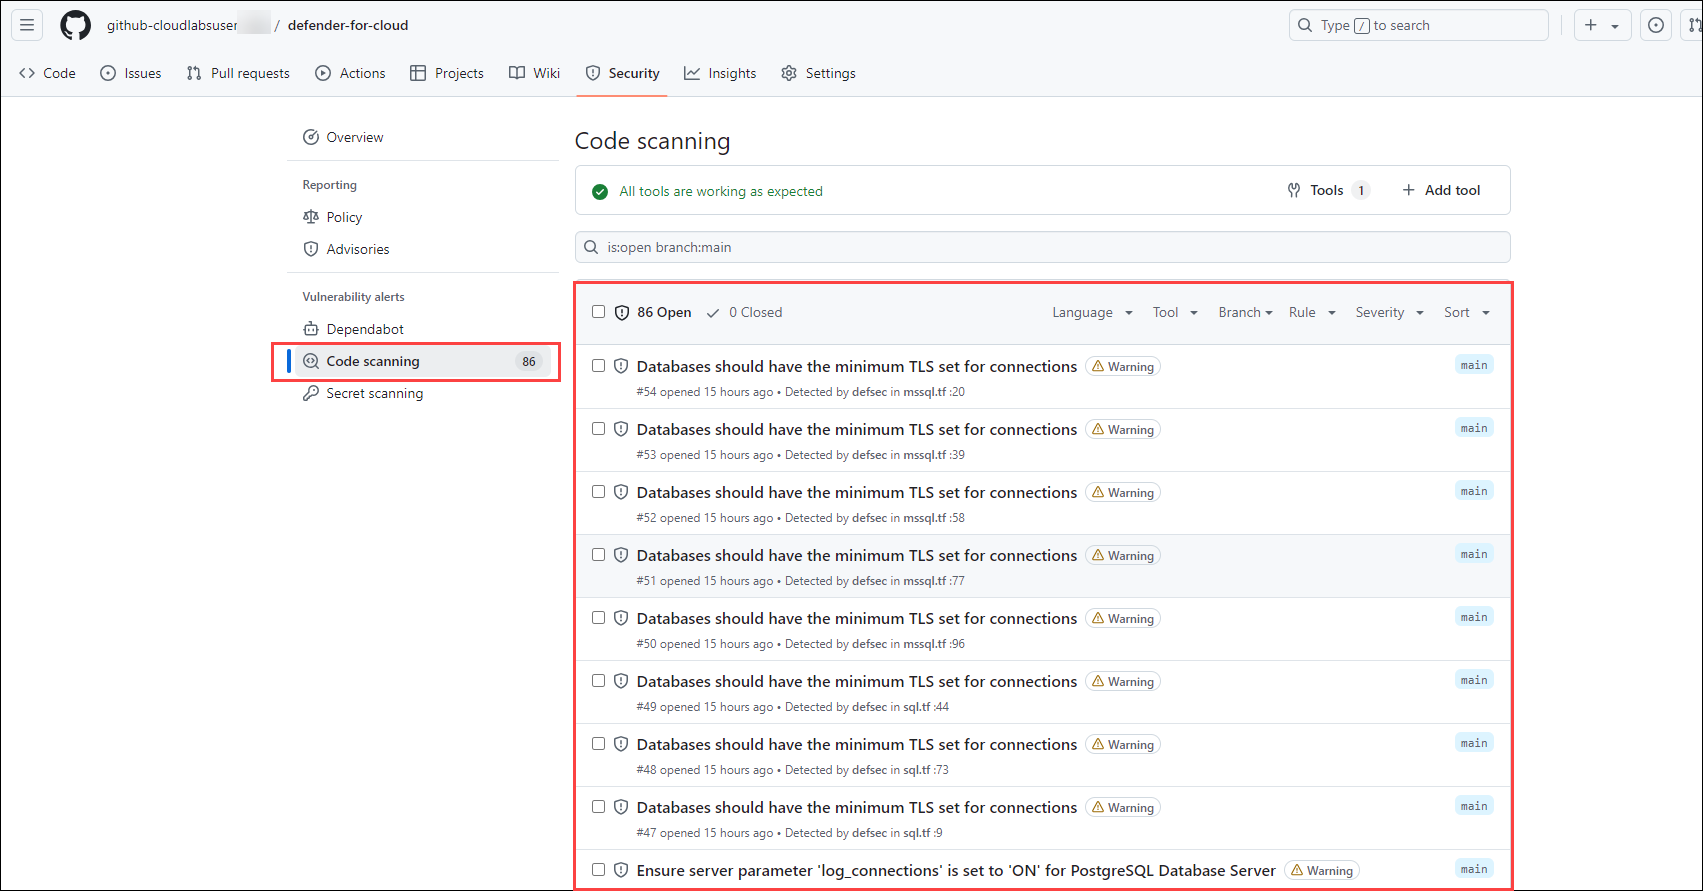 github-cloudlabsuser / defender-for-cloud
Type / to search
Code Issues Pull requests Actions Projects Wiki Security Insights Settings
Overview
Reporting
Policy
Advisories
Vulnerability alerts
Dependabot
Code scanning 86
Secret scanning
Code scanning
All tools are working as expected Tools 1 Add tool
is:open branch:main
86 Open 0 Closed Language Tool Branch Rule Severity Sort
Databases should have the minimum TLS set for connections Warning main
#54 opened 15 hours ago • Detected by defsec in mssql.tf :20
Databases should have the minimum TLS set for connections Warning main
#53 opened 15 hours ago • Detected by defsec in mssql.tf :39
Databases should have the minimum TLS set for connections Warning main
#52 opened 15 hours ago • Detected by defsec in mssql.tf :58
Databases should have the minimum TLS set for connections Warning main
#51 opened 15 hours ago • Detected by defsec in mssql.tf :77
Databases should have the minimum TLS set for connections Warning main
#50 opened 15 hours ago • Detected by defsec in mssql.tf :96
Databases should have the minimum TLS set for connections Warning main
#49 opened 15 hours ago • Detected by defsec in sql.tf :44
Databases should have the minimum TLS set for connections Warning main
#48 opened 15 hours ago • Detected by defsec in sql.tf :73
Databases should have the minimum TLS set for connections Warning main
#47 opened 15 hours ago • Detected by defsec in sql.tf :9
Ensure server parameter 'log_connections' is set to 'ON' for PostgreSQL Database Server Warning main